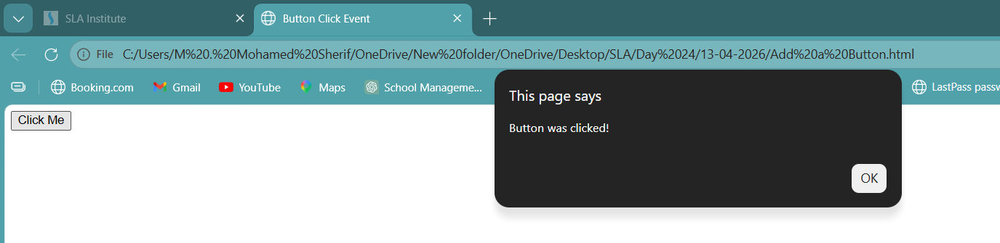 SLA Institute
Button Click Event
File C:/Users/M%20.%20Mohamed%20Sherif/OneDrive/New%20folder/OneDrive/Desktop/SLA/Day%2024/13-04-2026/Add%20a%20Button.html
Booking.com Gmail YouTube Maps School Manageme... LastPass passw
This page says
Button was clicked!
OK
Click Me